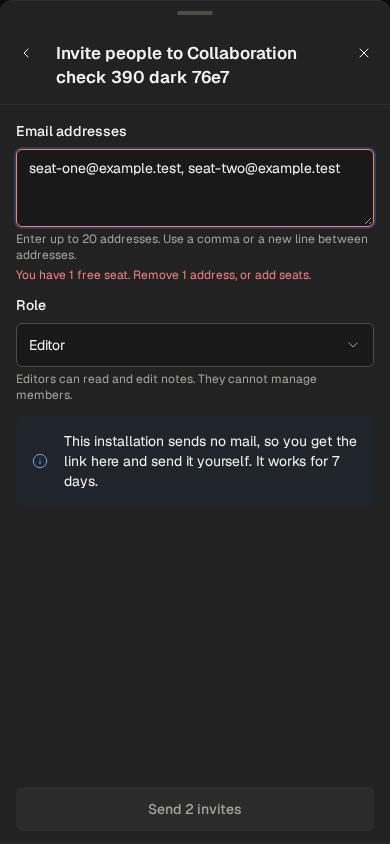 Invite people to Collaboration
check 390 dark 76e7
Email addresses
seat-one@example.test, seat-two@example.test
Enter up to 20 addresses. Use a comma or a new line between
addresses.
You have 1 free seat. Remove 1 address, or add seats.
Role
Editor
Editors can read and edit notes. They cannot manage
members.
This installation sends no mail, so you get the
link here and send it yourself. It works for 7
days.
Send 2 invites